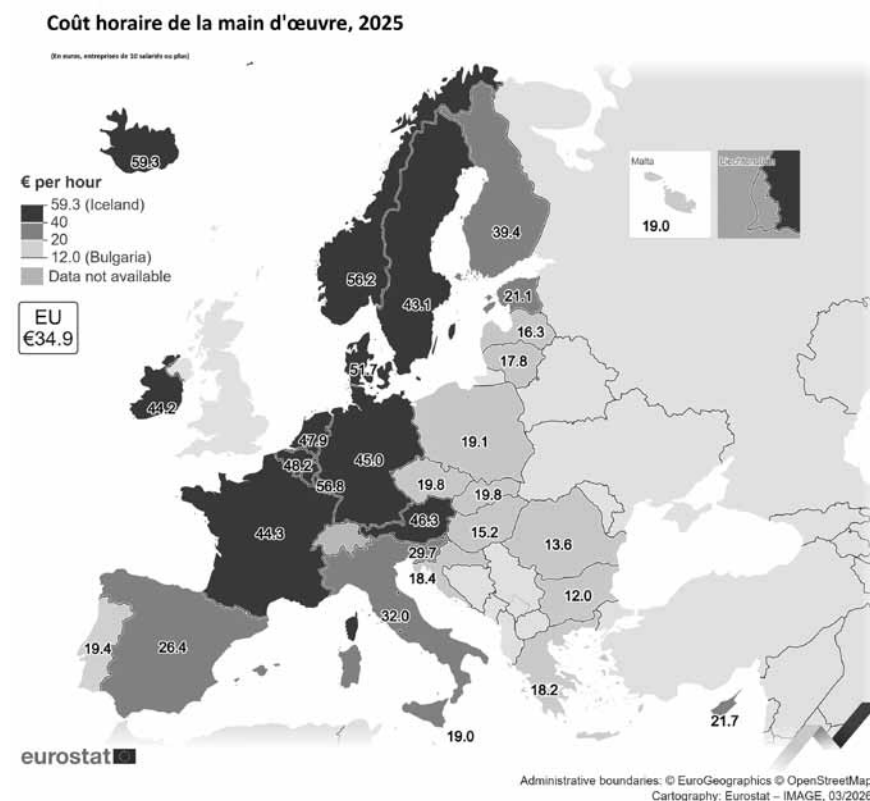 Coût horaire de la main d'œuvre, 2025
(En euros, entreprises de 10 salariés ou plus)
59.3
€ per hour
59.3 (Iceland)
40
20
12.0 (Bulgaria)
Data not available
EU
€34.9
Malta
19.0
Liechtenstein
39.4
56.2
43.1
21.1
16.3
17.8
51.7
44.2
47.9
48.2
45.0
56.8
19.1
19.8
19.8
44.3
46.3
15.2
13.6
29.7
18.4
12.0
32.0
19.4
26.4
18.2
21.7
19.0
eurostat
Administrative boundaries: © EuroGeographics © OpenStreetMap
Cartography: Eurostat – IMAGE, 03/2026